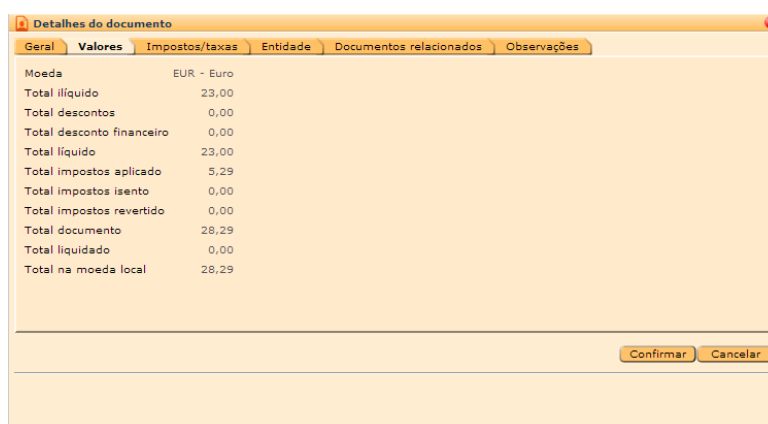 Detalhes do documento
Geral Valores Impostos/taxas Entidade Documentos relacionados Observações
Moeda EUR - Euro
Total ilíquido 23,00
Total descontos 0,00
Total desconto financeiro 0,00
Total líquido 23,00
Total impostos aplicado 5,29
Total impostos isento 0,00
Total impostos revertido 0,00
Total documento 28,29
Total liquidado 0,00
Total na moeda local 28,29
Confirmar Cancelar